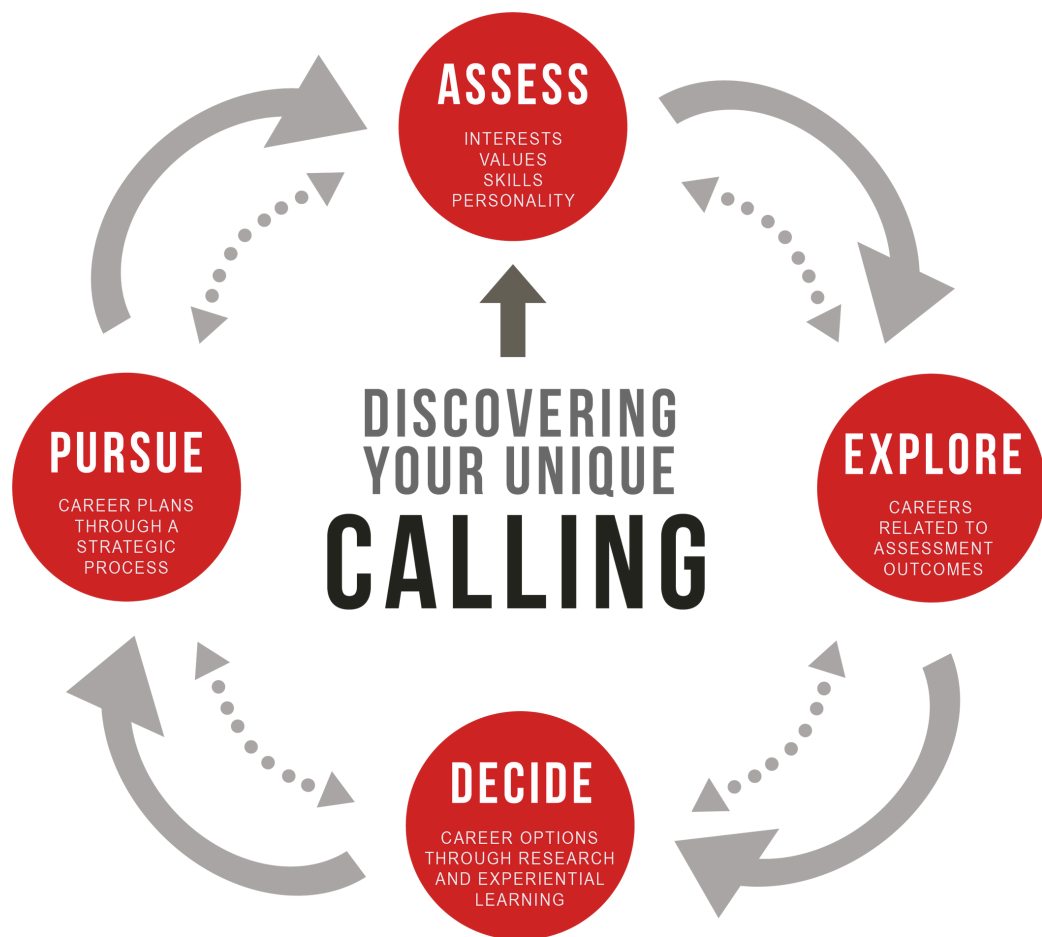 ASSESS
INTERESTS
VALUES
SKILLS
PERSONALITY
DISCOVERING
YOUR UNIQUE
CALLING
PURSUE
CAREER PLANS
THROUGH A
STRATEGIC
PROCESS
EXPLORE
CAREERS
RELATED TO
ASSESSMENT
OUTCOMES
DECIDE
CAREER OPTIONS
THROUGH RESEARCH
AND EXPERIENTIAL
LEARNING